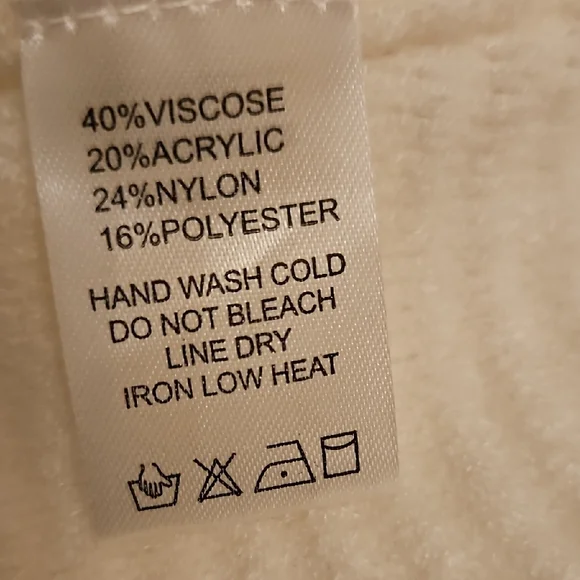 40%VISCOSE
20%ACRYLIC
24%NYLON
16%POLYESTER
HAND WASH COLD
DO NOT BLEACH
LINE DRY
IRON LOW HEAT